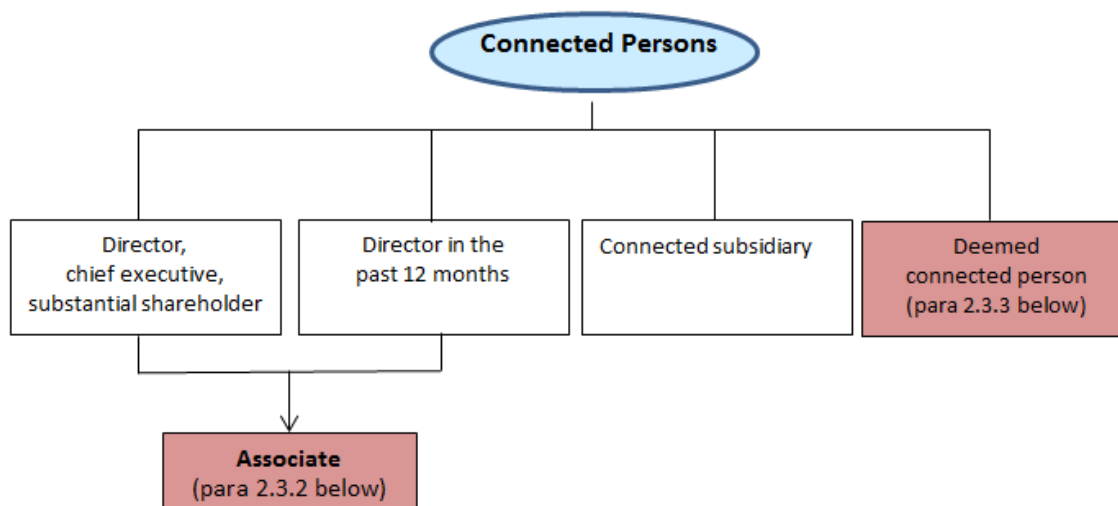 Connected Persons
Director,
chief executive,
substantial shareholder
Director in the
past 12 months
Connected subsidiary
Deemed
connected person
(para 2.3.3 below)
Associate
(para 2.3.2 below)